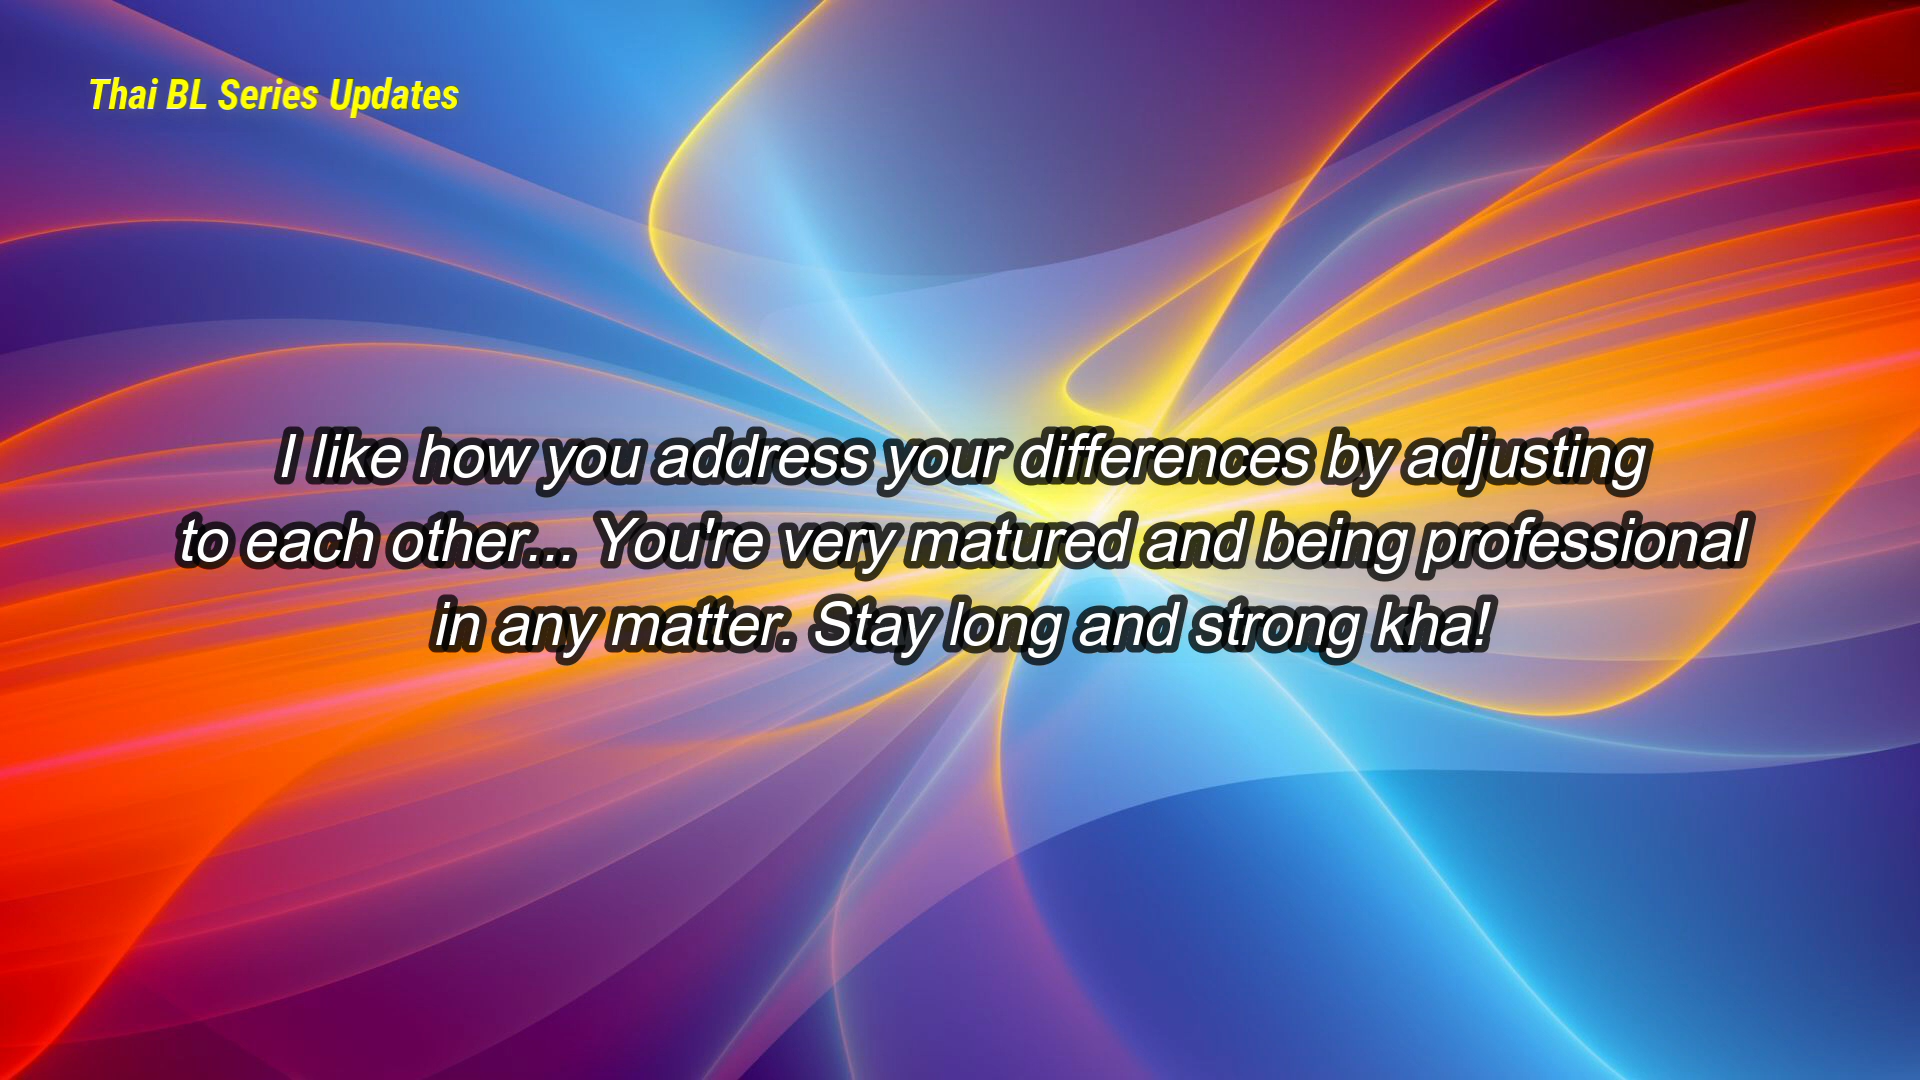 Thai BL Series Updates
I like how you address your differences by adjusting
to each other... You're very matured and being professional
in any matter. Stay long and strong kha!